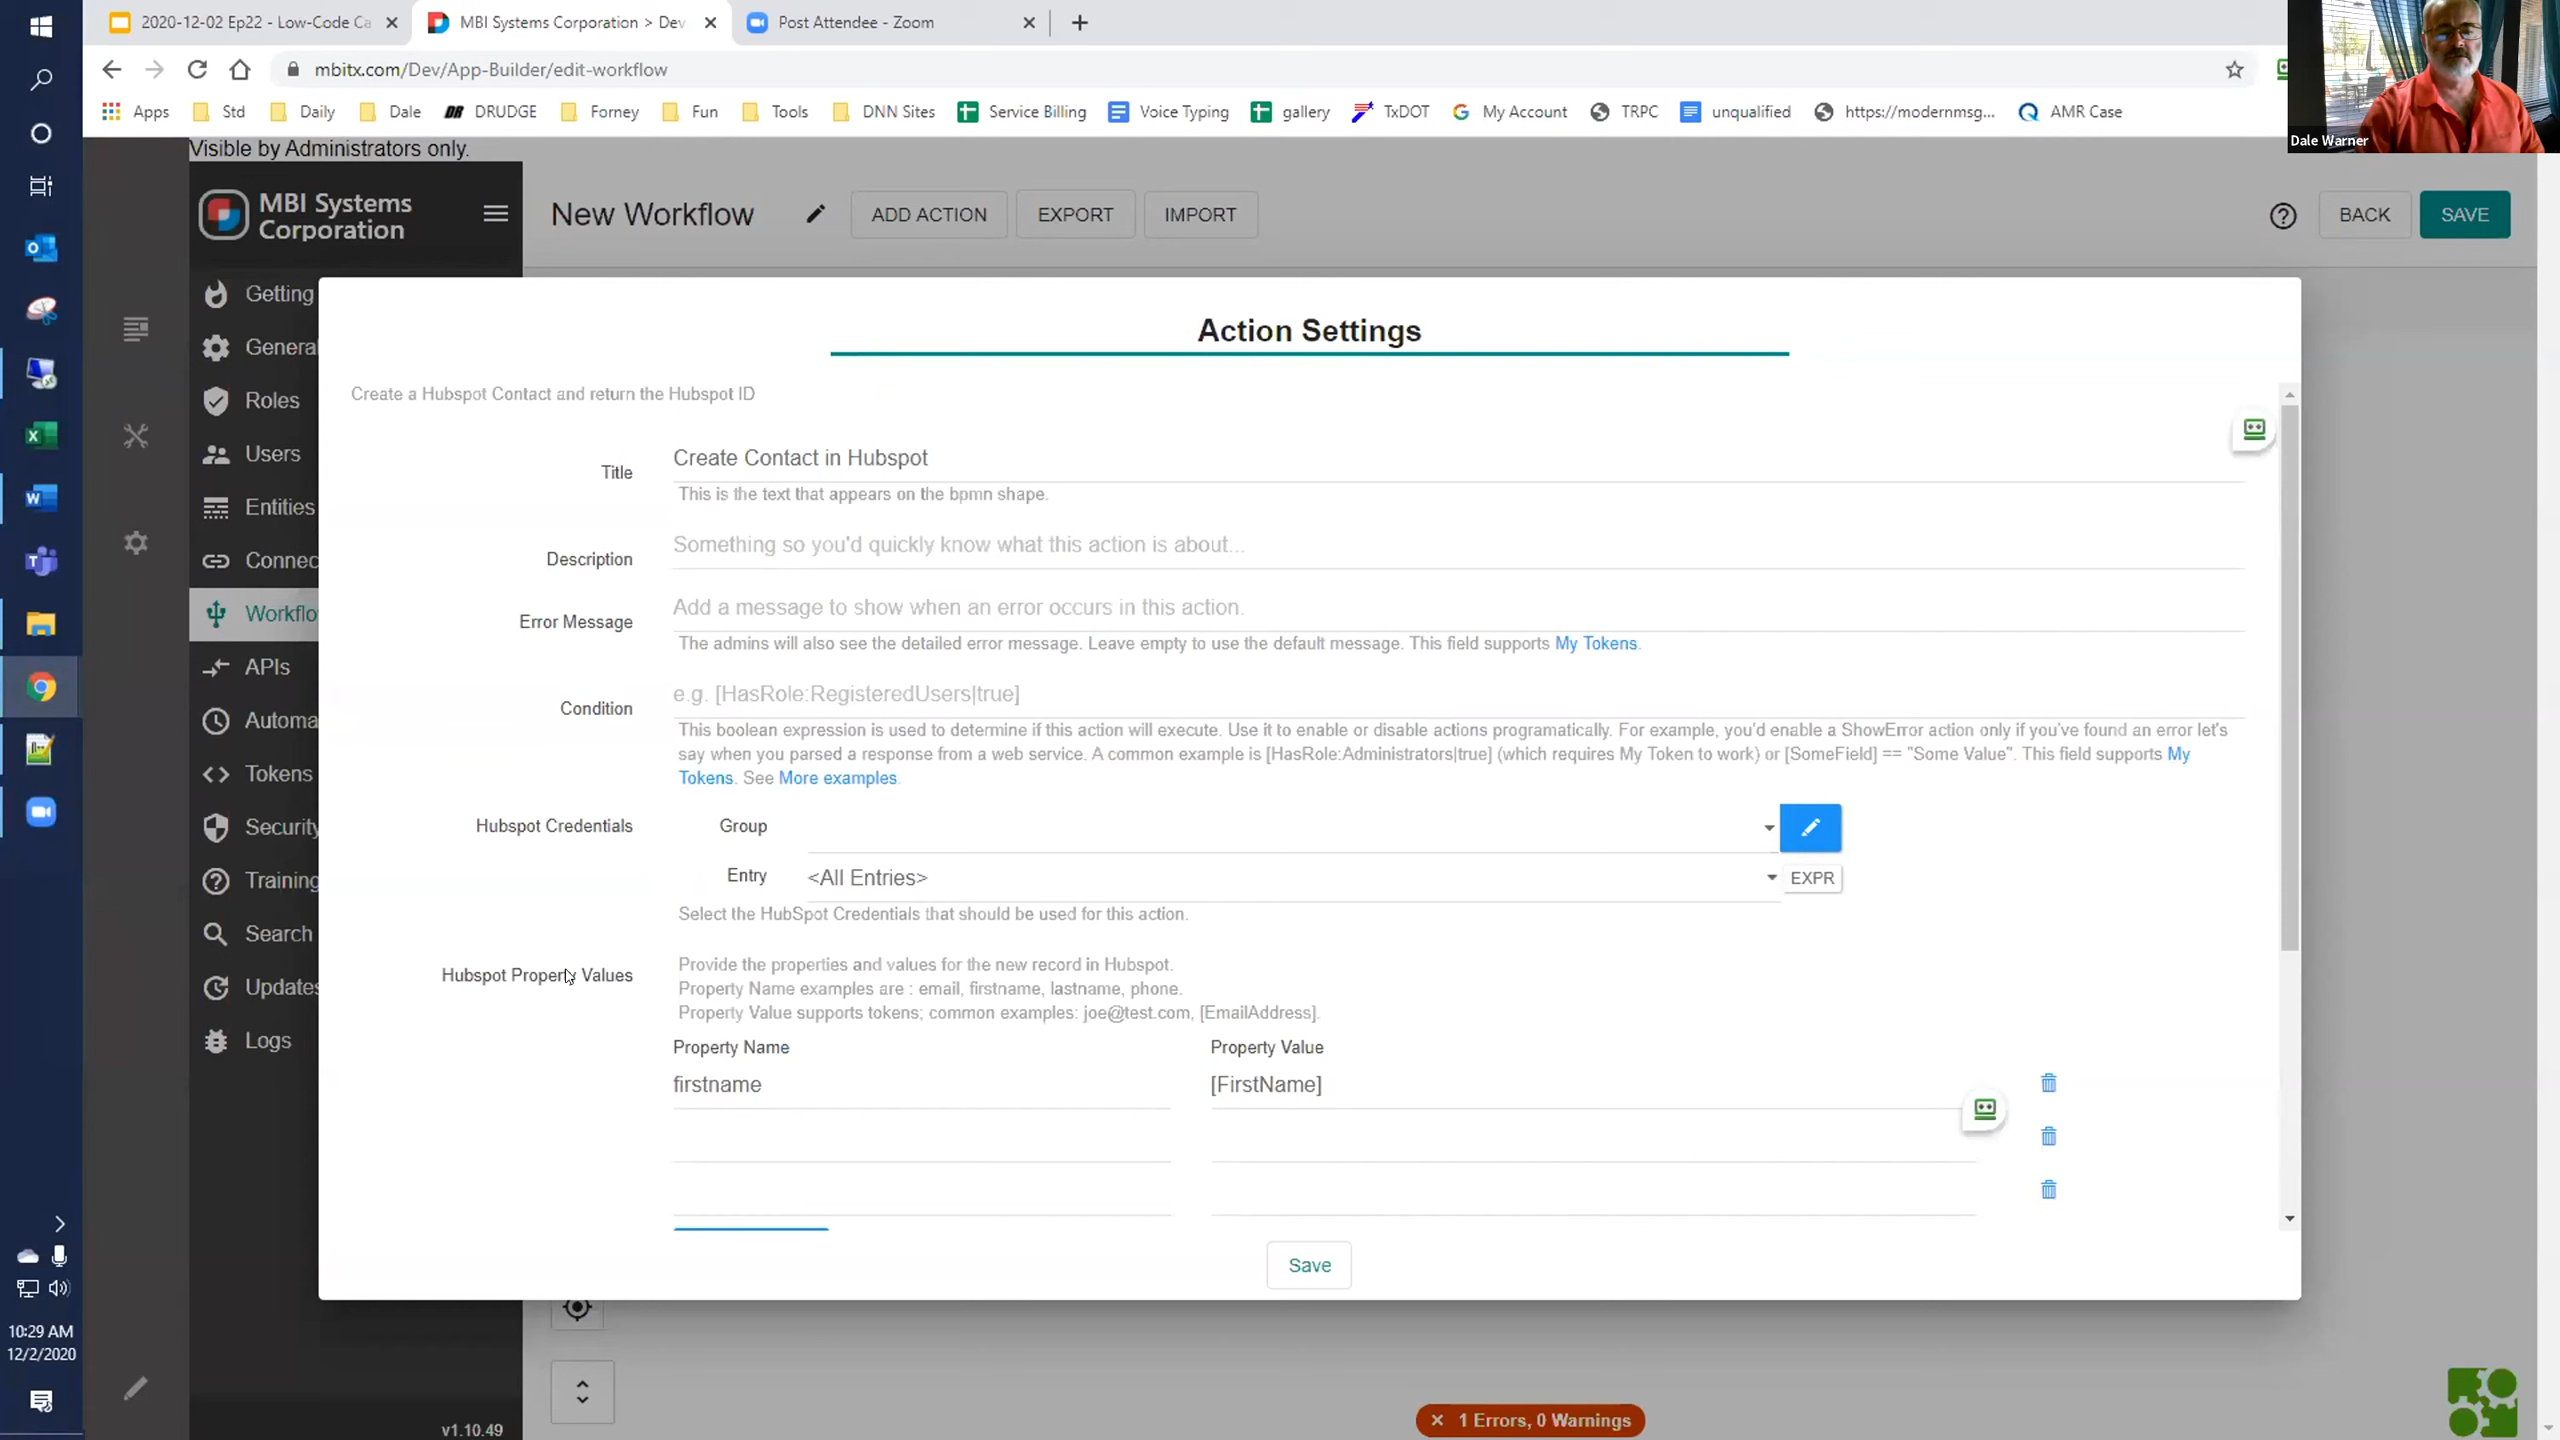 2020-12-02 Ep22 - Low-Code Ca
MBI Systems Corporation > Dev
Post Attendee - Zoom
mbitx.com/Dev/App-Builder/edit-workflow
Apps
Std
Daily
Dale
DR DRUDGE
Forney
Fun
Tools
DNN Sites
Service Billing
Voice Typing
gallery
TxDOT
My Account
TRPC
unqualified
https://modernmsg...
AMR Case
Dale Warner
Visible by Administrators only.
MBI Systems
Corporation
New Workflow
ADD ACTION
EXPORT
IMPORT
BACK
SAVE
Getting
General
Roles
Users
Entities
Connec
Workflo
APIs
Automa
Tokens
Security
Training
Search
Updates
Logs
v1.10.49
Action Settings
Create a Hubspot Contact and return the Hubspot ID
Title
Create Contact in Hubspot
This is the text that appears on the bpmn shape.
Description
Something so you'd quickly know what this action is about...
Error Message
Add a message to show when an error occurs in this action.
The admins will also see the detailed error message. Leave empty to use the default message. This field supports My Tokens.
Condition
e.g. [HasRole:RegisteredUsers|true]
This boolean expression is used to determine if this action will execute. Use it to enable or disable actions programatically. For example, you'd enable a ShowError action only if you've found an error let's
say when you parsed a response from a web service. A common example is [HasRole:Administrators|true] (which requires My Token to work) or [SomeField] == "Some Value". This field supports My
Tokens. See More examples.
Hubspot Credentials
Group
Entry
<All Entries>
EXPR
Select the HubSpot Credentials that should be used for this action.
Hubspot Property Values
Provide the properties and values for the new record in Hubspot.
Property Name examples are : email, firstname, lastname, phone.
Property Value supports tokens; common examples: joe@test.com, [EmailAddress].
Property Name
Property Value
firstname
[FirstName]
Save
1 Errors, 0 Warnings
10:29 AM
12/2/2020